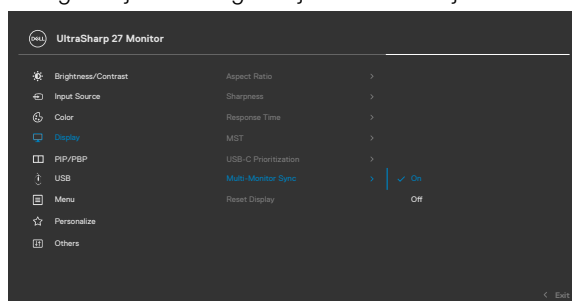 DELL UltraSharp 27 Monitor
Brightness/Contrast Aspect Ratio >
Input Source Sharpness >
Color Response Time >
Display MST >
PIP/PBP USB-C Prioritization >
USB Multi-Monitor Sync > ✓ On
Menu Reset Display Off
Personalize
Others
< Exit